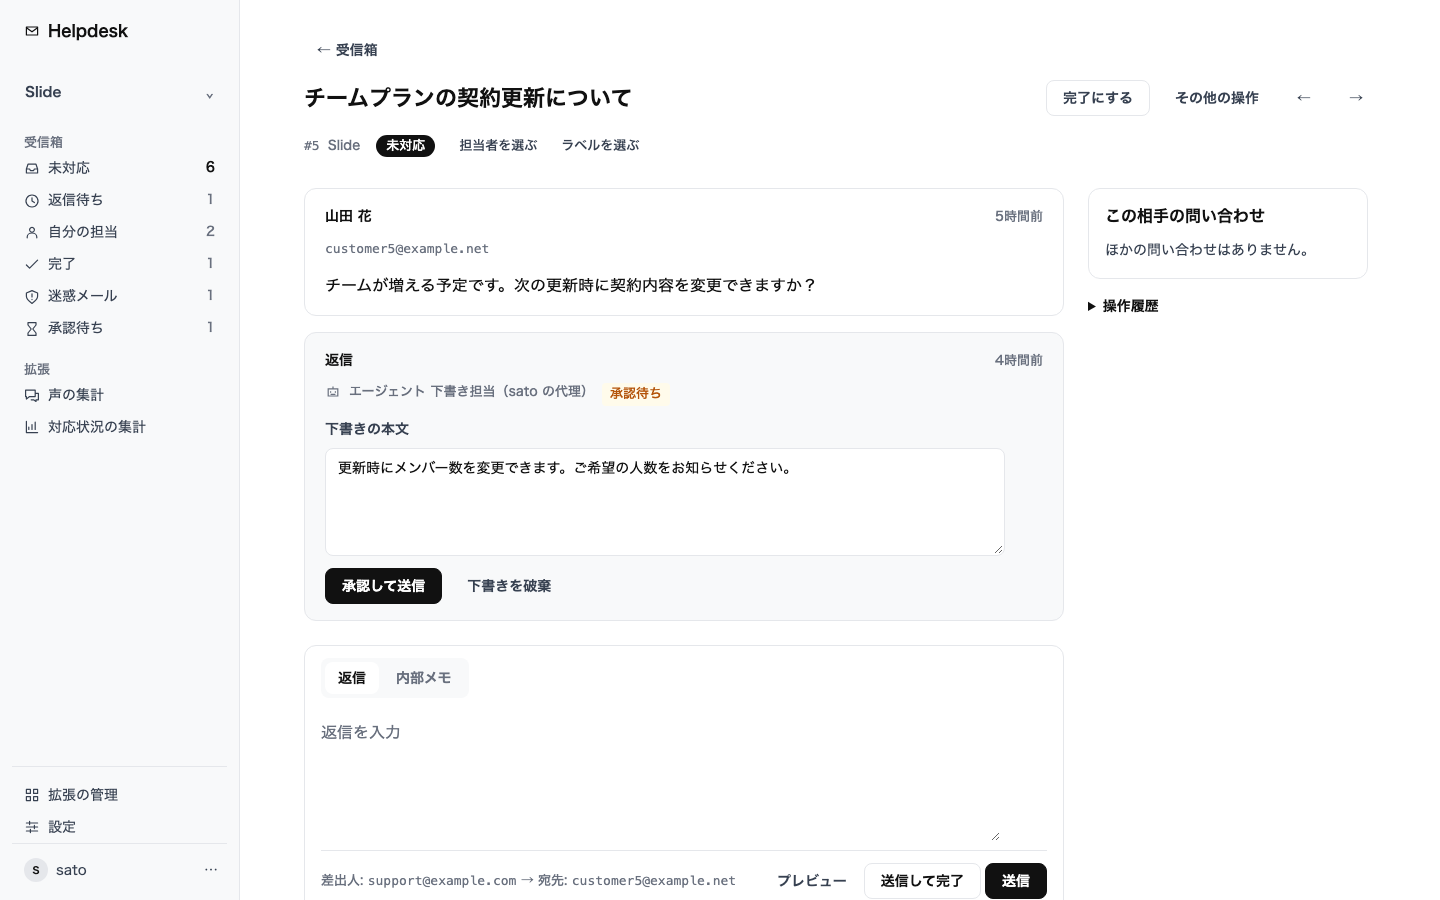 Helpdesk
Slide
受信箱
未対応 6
返信待ち 1
自分の担当 2
完了 1
迷惑メール 1
承認待ち 1
拡張
声の集計
対応状況の集計
拡張の管理
設定
S sato ...
← 受信箱
チームプランの契約更新について
完了にする その他の操作 ← →
#5 Slide 未対応 担当者を選ぶ ラベルを選ぶ
山田 花 5時間前
customer5@example.net
チームが増える予定です。次の更新時に契約内容を変更できますか？
返信 4時間前
エージェント 下書き担当（sato の代理） 承認待ち
下書きの本文
更新時にメンバー数を変更できます。ご希望の人数をお知らせください。
承認して送信 下書きを破棄
返信 内部メモ
返信を入力
差出人: support@example.com → 宛先: customer5@example.net プレビュー 送信して完了 送信
この相手の問い合わせ
ほかの問い合わせはありません。
▶ 操作履歴